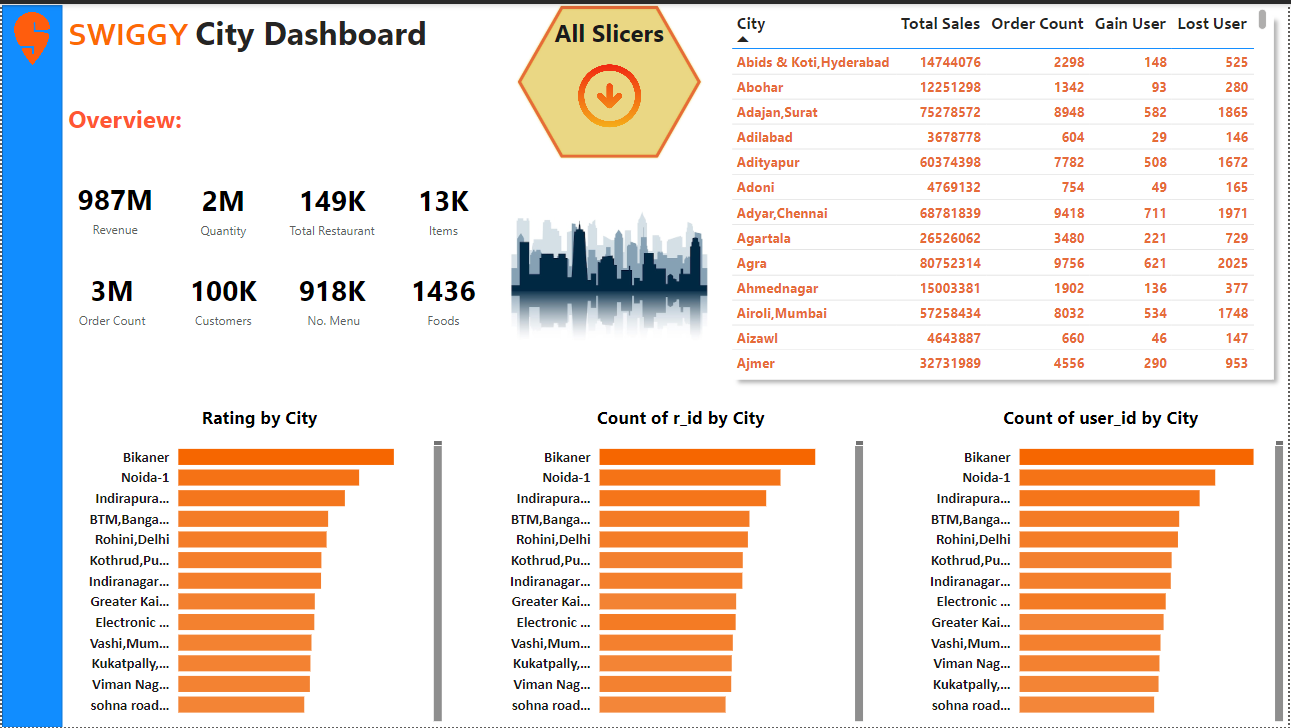 SWIGGY City Dashboard
All Slicers
Overview:
987M 2M 149K 13K
Revenue Quantity Total Restaurant Items
3M 100K 918K 1436
Order Count Customers No. Menu Foods
City Total Sales Order Count Gain User Lost User
Abids & Koti,Hyderabad 14744076 2298 148 525
Abohar 12251298 1342 93 280
Adajan,Surat 75278572 8948 582 1865
Adilabad 3678778 604 29 146
Adityapur 60374398 7782 508 1672
Adoni 4769132 754 49 165
Adyar,Chennai 68781839 9418 711 1971
Agartala 26526062 3480 221 729
Agra 80752314 9756 621 2025
Ahmednagar 15003381 1902 136 377
Airoli,Mumbai 57258434 8032 534 1748
Aizawl 4643887 660 46 147
Ajmer 32731989 4556 290 953
Rating by City
Bikaner
Noida-1
Indirapura...
BTM,Banga...
Rohini,Delhi
Kothrud,Pu...
Indiranagar...
Greater Kai...
Electronic ...
Vashi,Mum...
Kukatpally,...
Viman Nag...
sohna road...
Count of r_id by City
Bikaner
Noida-1
Indirapura...
BTM,Banga...
Rohini,Delhi
Kothrud,Pu...
Indiranagar...
Greater Kai...
Electronic ...
Vashi,Mum...
Kukatpally,...
Viman Nag...
sohna road...
Count of user_id by City
Bikaner
Noida-1
Indirapura...
BTM,Banga...
Rohini,Delhi
Kothrud,Pu...
Indiranagar...
Electronic ...
Greater Kai...
Vashi,Mum...
Viman Nag...
Kukatpally,...
sohna road...